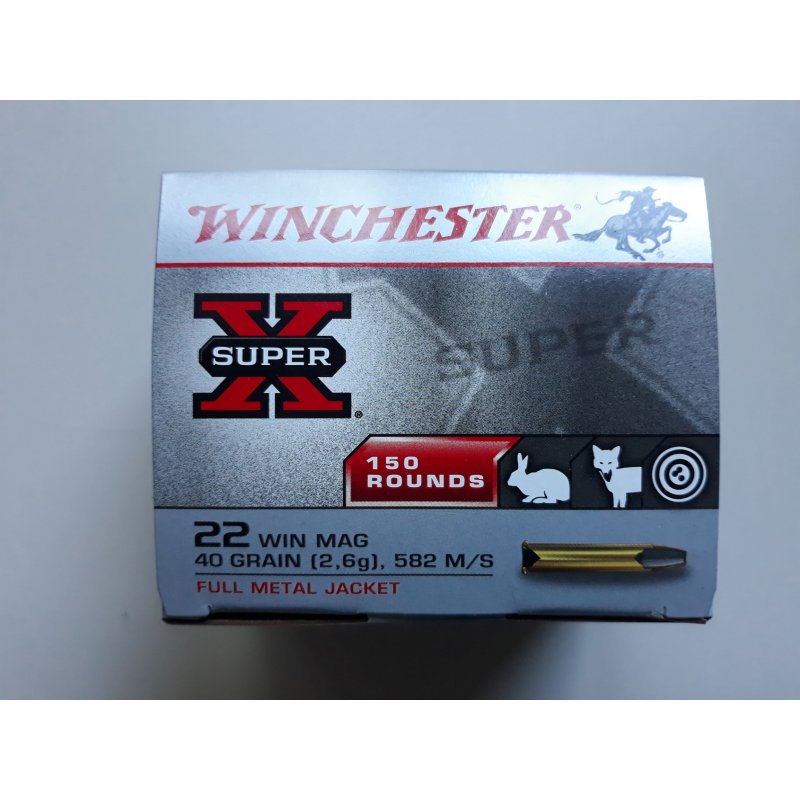 WINCHESTER®
SUPER
X
SUPER
®
150
ROUNDS
22 WIN MAG
40 GRAIN (2,6g), 582 M/S
FULL METAL JACKET